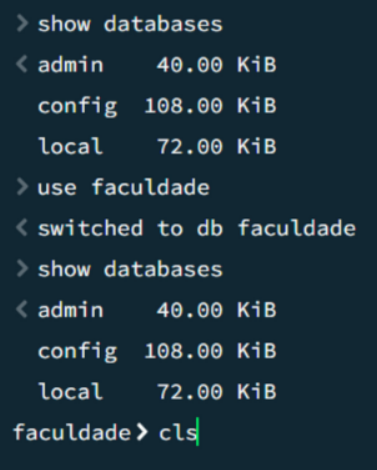 > show databases
< admin    40.00 KiB
  config  108.00 KiB
  local    72.00 KiB
> use faculdade
< switched to db faculdade
> show databases
< admin    40.00 KiB
  config  108.00 KiB
  local    72.00 KiB
faculdade> cls